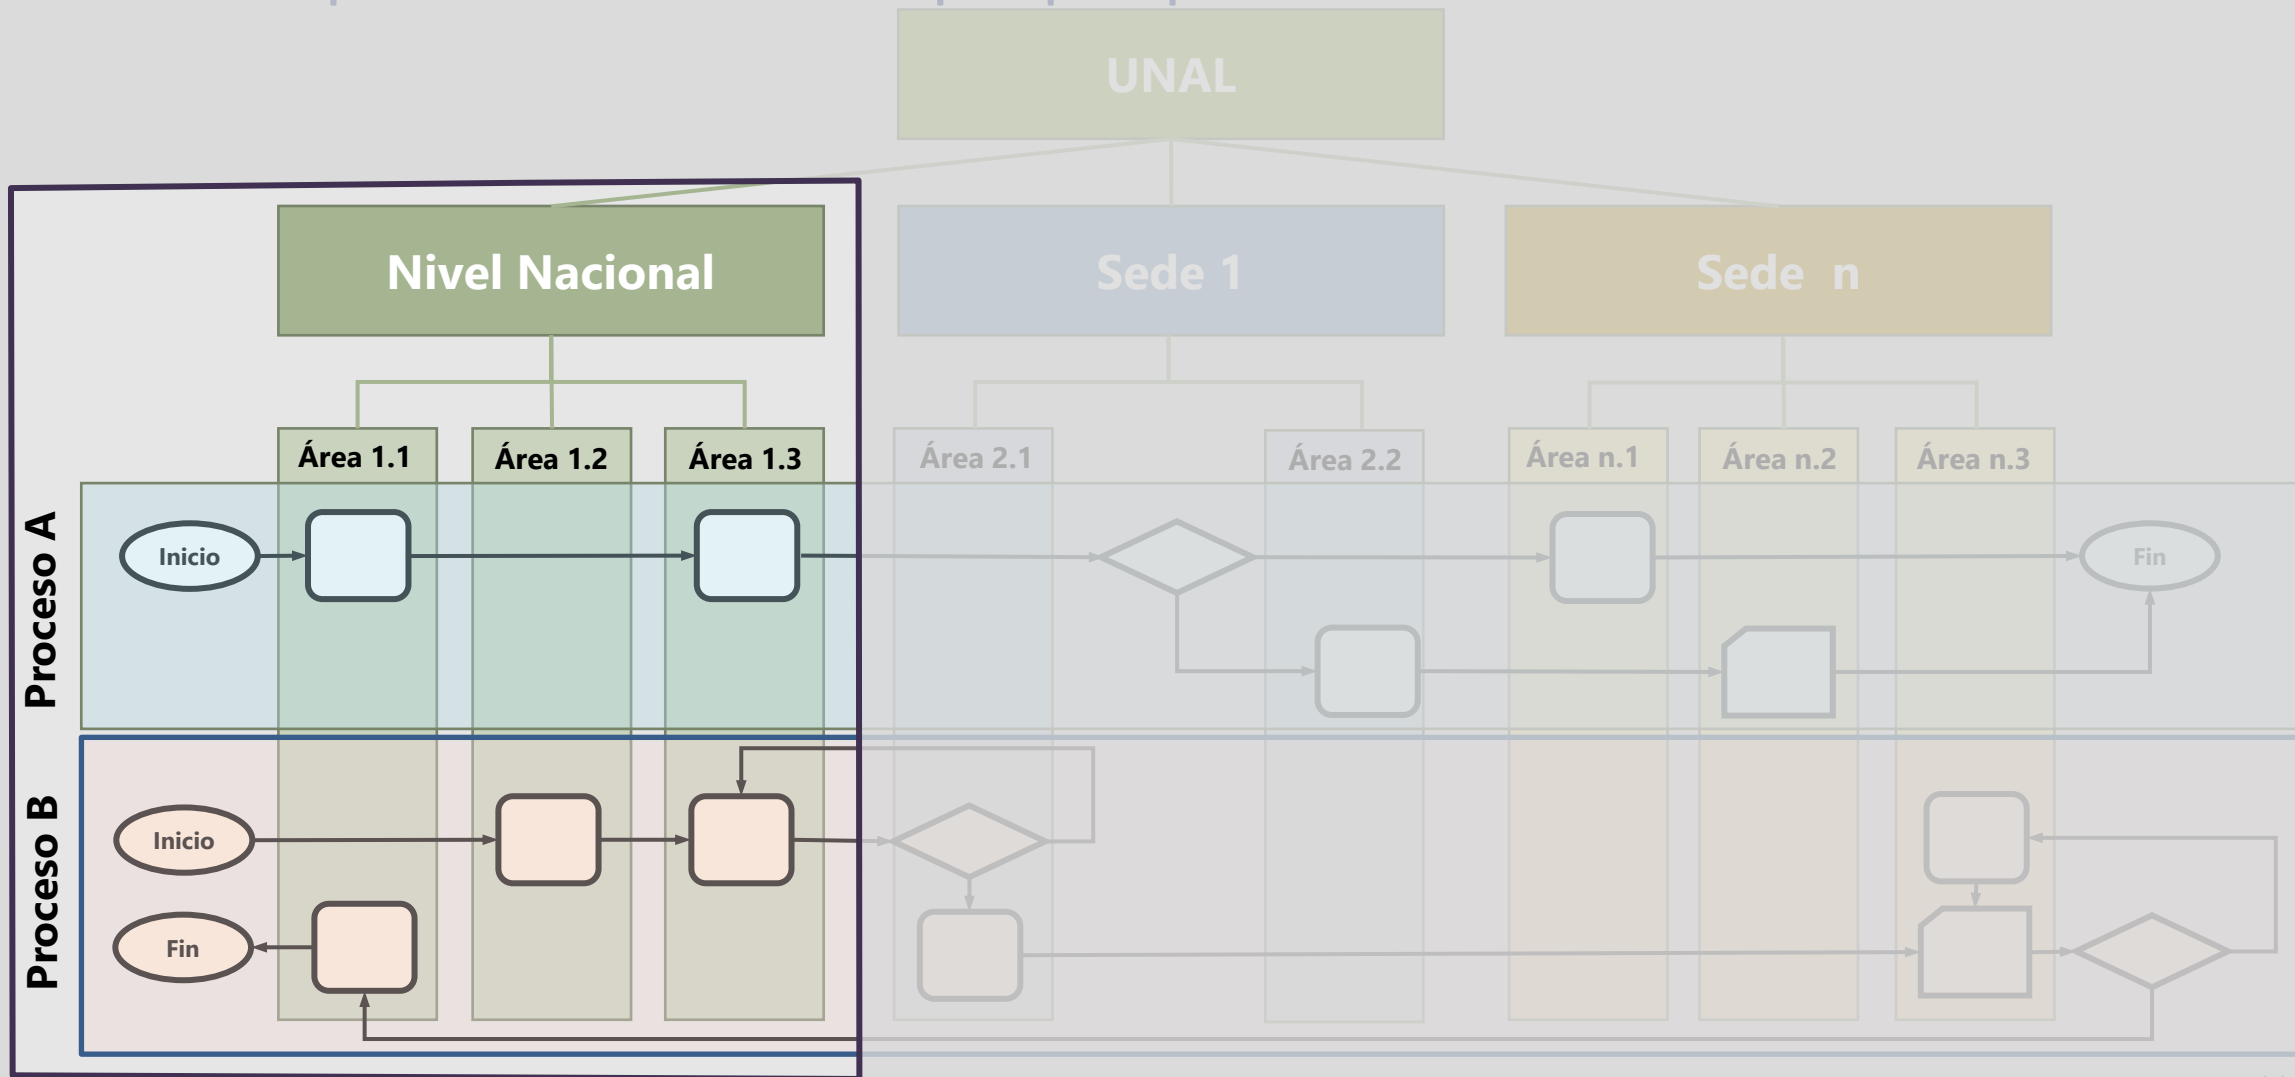 UNAL
Nivel Nacional
Sede 1
Sede n
Área 1.1
Área 1.2
Área 1.3
Área 2.1
Área 2.2
Área n.1
Área n.2
Área n.3
Proceso A
Inicio
Fin
Proceso B
Inicio
Fin